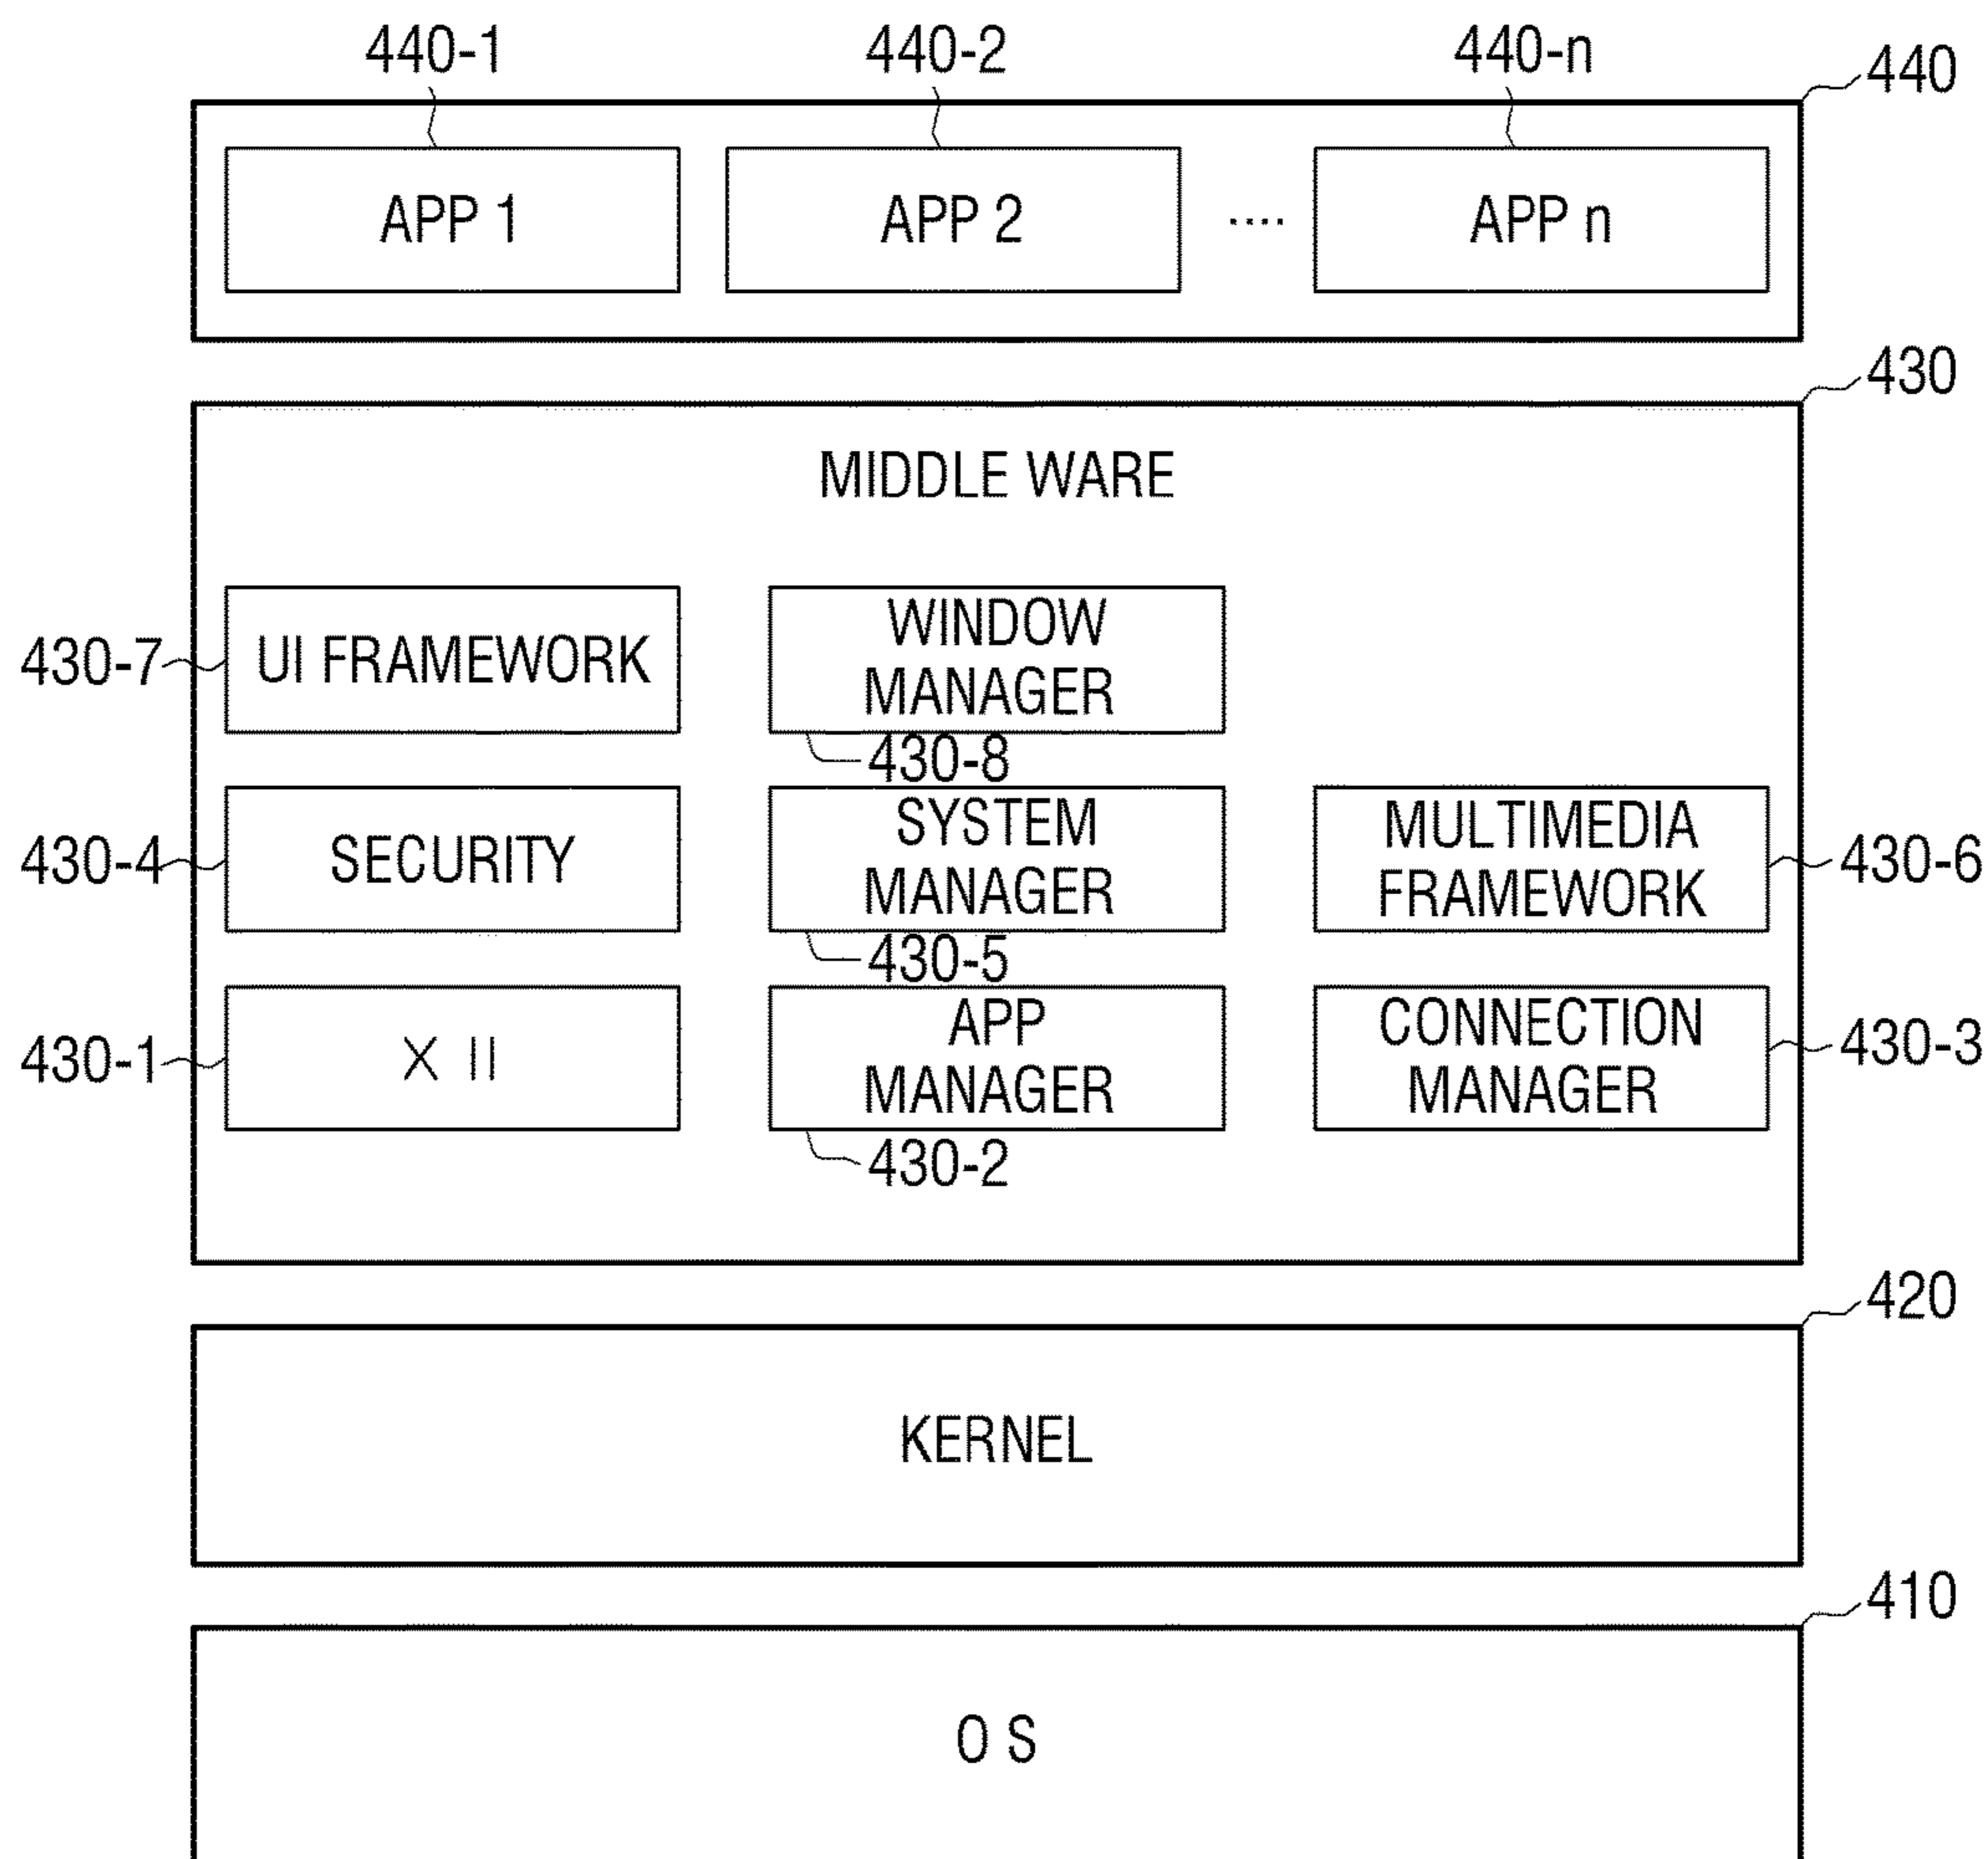 440-1 440-2 440-n 440
APP 1 APP 2 .... APP n
430
MIDDLE WARE
430-7 UI FRAMEWORK
WINDOW
MANAGER
430-8
430-4 SECURITY
SYSTEM
MANAGER
430-5
MULTIMEDIA
FRAMEWORK
430-6
430-1 X II
APP
MANAGER
430-2
CONNECTION
MANAGER
430-3
420
KERNEL
410
O S